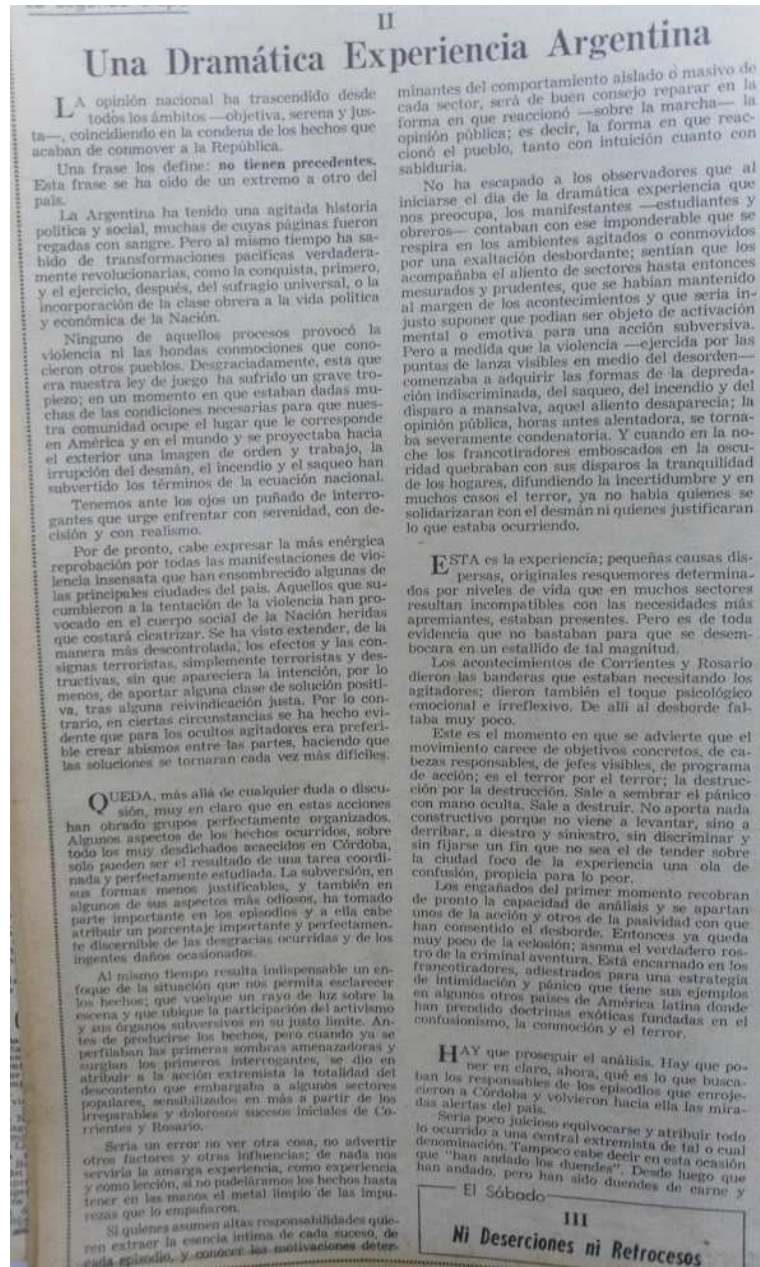 II
Una Dramática Experiencia Argentina
LA opinión nacional ha trascendido desde
todos los ámbitos —objetiva, serena y jus-
ta—, coincidiendo en la condena de los hechos que
acaban de conmover a la República.
Una frase los define: no tienen precedentes.
Esta frase se ha oído de un extremo a otro del
país.
La Argentina ha tenido una agitada historia
política y social, muchas de cuyas páginas fueron
regadas con sangre. Pero al mismo tiempo ha sa-
bido de transformaciones pacíficas verdadera-
mente revolucionarias, como la conquista, primero,
y el ejercicio, después, del sufragio universal, o la
incorporación de la clase obrera a la vida política
y económica de la Nación.
Ninguno de aquellos procesos provocó la
violencia ni las hondas conmociones que cono-
cieron otros pueblos. Desgraciadamente, esta que
era nuestra ley de juego ha sufrido un grave tro-
piezo; en un momento en que estaban dadas mu-
chas de las condiciones necesarias para que nues-
tra comunidad ocupe el lugar que le corresponde
en América y en el mundo y se proyectaba hacia
el exterior una imagen de orden y trabajo, la
irrupción del desmán, el incendio y el saqueo han
subvertido los términos de la ecuación nacional.
Tenemos ante los ojos un puñado de interro-
gantes que urge enfrentar con serenidad, con de-
cisión y con realismo.
Por de pronto, cabe expresar la más enérgica
reprobación por todas las manifestaciones de vio-
lencia insensata que han ensombrecido algunas de
las principales ciudades del país. Aquellos que su-
cumbieron a la tentación de la violencia han pro-
vocado en el cuerpo social de la Nación heridas
que costará cicatrizar. Se ha visto extender, de la
manera más descontrolada, los efectos y las con-
signas terroristas, simplemente terroristas y des-
tructivas, sin que apareciera la intención, por lo
menos, de aportar alguna clase de solución positi-
va, tras alguna reivindicación justa. Por lo con-
trario, en ciertas circunstancias se ha hecho evi-
dente que para los ocultos agitadores era preferi-
ble crear abismos entre las partes, haciendo que
las soluciones se tornaran cada vez más difíciles.
QUEDA, más allá de cualquier duda o discu-
sión, muy en claro que en estas acciones
han obrado grupos perfectamente organizados.
Algunos aspectos de los hechos ocurridos, sobre
todo los muy desdichados acaecidos en Córdoba,
solo pueden ser el resultado de una tarea coordi-
nada y perfectamente estudiada. La subversión, en
sus formas menos justificables, y también en
algunos de sus aspectos más odiosos, ha tomado
parte importante en los episodios y a ella cabe
atribuir un porcentaje importante y perfectamen-
te discernible de las desgracias ocurridas y de los
ingentes daños ocasionados.
Al mismo tiempo resulta indispensable un en-
foque de la situación que nos permita esclarecer
los hechos; que vuelque un rayo de luz sobre la
escena y que ubique la participación del activismo
y sus órganos subversivos en su justo límite. An-
tes de producirse los hechos, pero cuando ya se
perfilaban las primeras sombras amenazadoras y
surgían los primeros interrogantes, se dio en
atribuir a la acción extremista la totalidad del
descontento que embargaba a algunos sectores
populares, sensibilizados en más a partir de los
irreparables y dolorosos sucesos iniciales de Co-
rrientes y Rosario.
Sería un error no ver otra cosa, no advertir
otros factores y otras influencias; de nada nos
serviría la amarga experiencia, como experiencia
y como lección, si no pudeláramos los hechos hasta
tener en las manos el metal limpio de las impu-
rezas que lo empañaron.
Si quienes asumen altas responsabilidades quie-
ren extraer la esencia íntima de cada suceso, de
cada episodio, y conocer las motivaciones deter-
minantes del comportamiento aislado o masivo de
cada sector, será de buen consejo reparar en la
forma en que reaccionó —sobre la marcha— la
opinión pública; es decir, la forma en que reac-
cionó el pueblo, tanto con intuición cuanto con
sabiduría.
No ha escapado a los observadores que al
iniciarse el día de la dramática experiencia que
nos preocupa, los manifestantes —estudiantes y
obreros— contaban con ese imponderable que se
respira en los ambientes agitados o conmovidos
por una exaltación desbordante; sentían que los
acompañaba el aliento de sectores hasta entonces
mesurados y prudentes, que se habían mantenido
al margen de los acontecimientos y que sería in-
justo suponer que podían ser objeto de activación
mental o emotiva para una acción subversiva.
Pero a medida que la violencia —ejercida por las
puntas de lanza visibles en medio del desorden—
comenzaba a adquirir las formas de la depreda-
ción indiscriminada, del saqueo, del incendio y del
disparo a mansalva, aquel aliento desaparecía; la
opinión pública, horas antes alentadora, se torna-
ba severamente condenatoria. Y cuando en la no-
che los francotiradores emboscados en la oscu-
ridad quebraban con sus disparos la tranquilidad
de los hogares, difundiendo la incertidumbre y en
muchos casos el terror, ya no había quienes se
solidarizaran con el desmán ni quienes justificaran
lo que estaba ocurriendo.
ESTA es la experiencia; pequeñas causas dis-
persas, originales resquemores determina-
dos por niveles de vida que en muchos sectores
resultan incompatibles con las necesidades más
apremiantes, estaban presentes. Pero es de toda
evidencia que no bastaban para que se desem-
bocara en un estallido de tal magnitud.
Los acontecimientos de Corrientes y Rosario
dieron las banderas que estaban necesitando los
agitadores; dieron también el toque psicológico
emocional e irreflexivo. De allí al desborde fal-
taba muy poco.
Este es el momento en que se advierte que el
movimiento carece de objetivos concretos, de ca-
bezas responsables, de jefes visibles, de programa
de acción; es el terror por el terror; la destruc-
ción por la destrucción. Sale a sembrar el pánico
con mano oculta. Sale a destruir. No aporta nada
constructivo porque no viene a levantar, sino a
derribar, a diestro y siniestro, sin discriminar y
sin fijarse un fin que no sea el de tender sobre
la ciudad foco de la experiencia una ola de
confusión, propicia para lo peor.
Los engañados del primer momento recobran
de pronto la capacidad de análisis y se apartan
unos de la acción y otros de la pasividad con que
han consentido el desborde. Entonces ya queda
muy poco de la eclosión; asoma el verdadero ros-
tro de la criminal aventura. Está encarnado en los
francotiradores, adiestrados para una estrategia
de intimidación y pánico que tiene sus ejemplos
en algunos otros países de América latina donde
han prendido doctrinas exóticas fundadas en el
confusionismo, la conmoción y el terror.
HAY que proseguir el análisis. Hay que po-
ner en claro, ahora, qué es lo que busca-
ban los responsables de los episodios que enroje-
cieron a Córdoba y volvieron hacia ella las mira-
das alertas del país.
Sería poco juicioso equivocarse y atribuir todo
lo ocurrido a una central extremista de tal o cual
denominación. Tampoco cabe decir en esta ocasión
que "han andado los duendes". Desde luego que
han andado, pero han sido duendes de carne y
El Sábado
III
Ni Deserciones ni Retrocesos